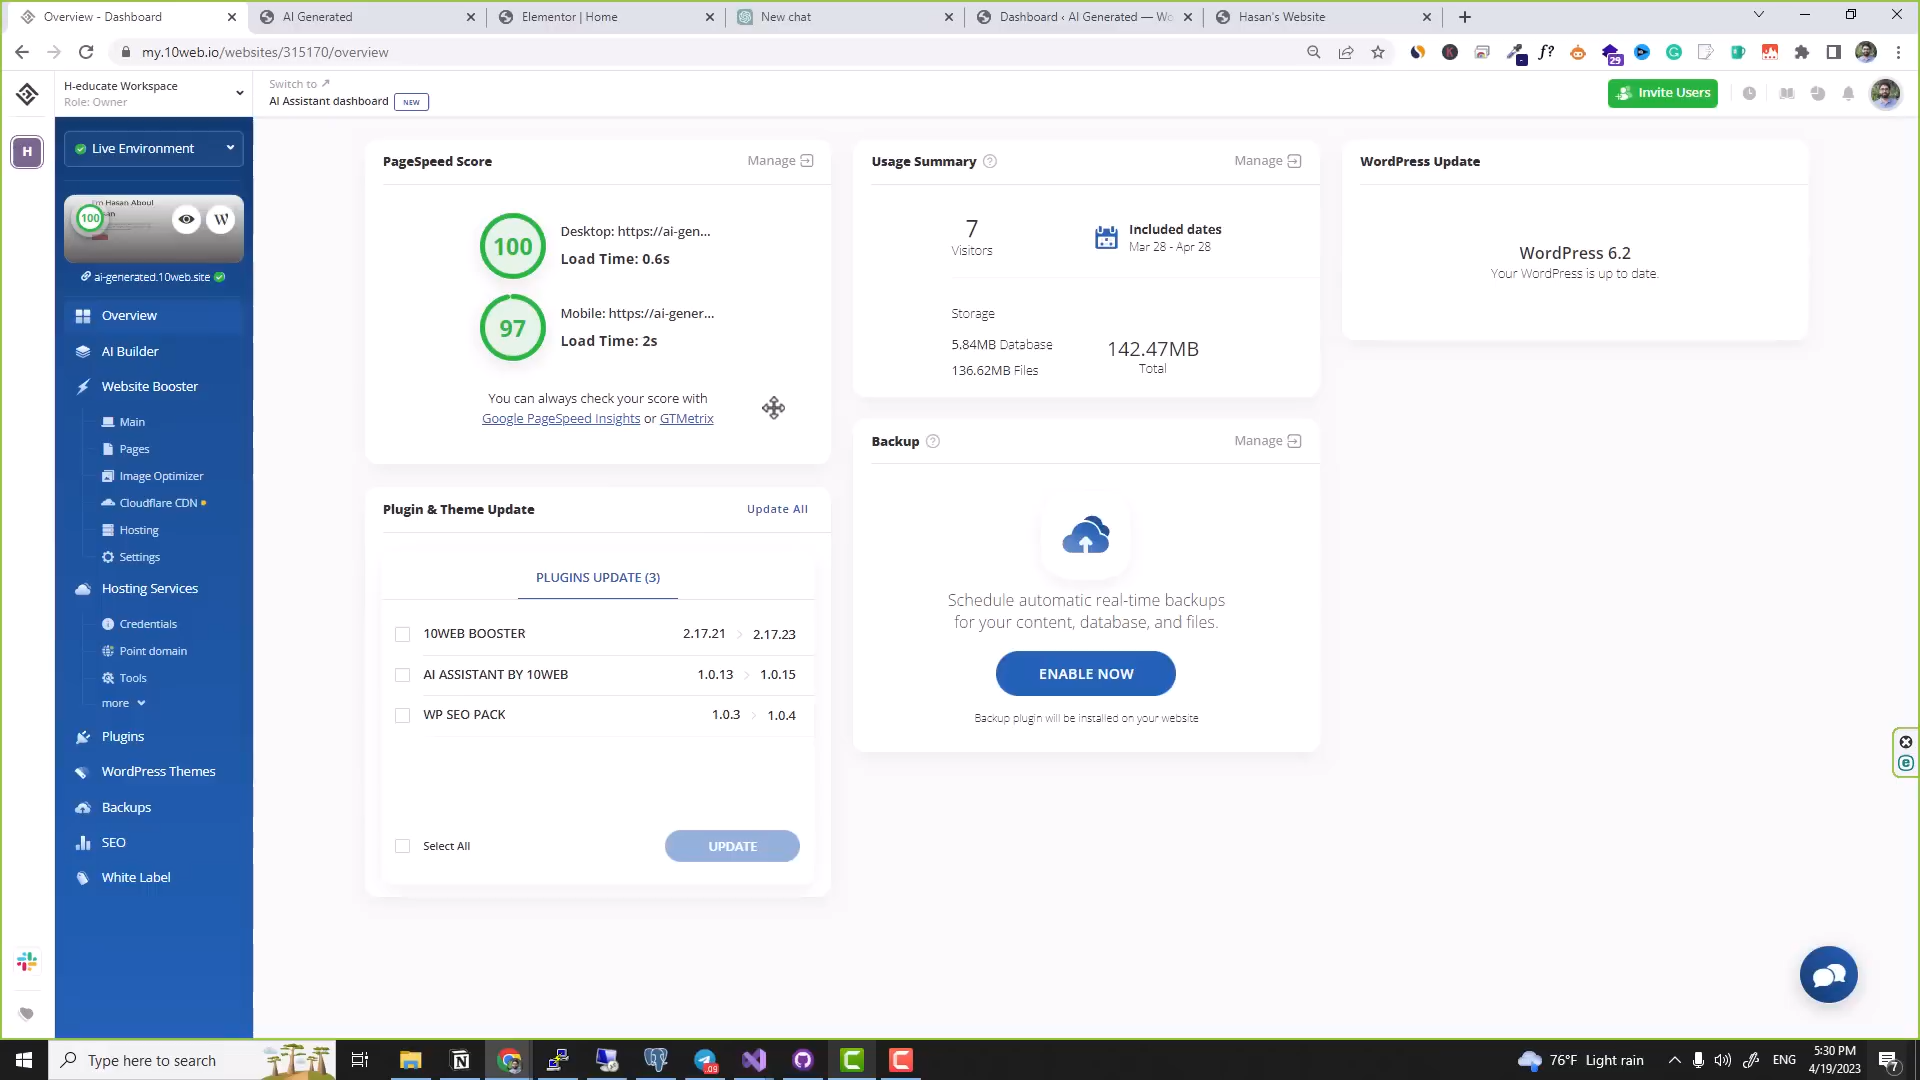 Overview - Dashboard
AI Generated
Elementor | Home
New chat
Dashboard ‹ AI Generated — Wo
Hasan's Website
my.10web.io/websites/315170/overview
f?
29
H-educate Workspace
Role: Owner
Switch to
AI Assistant dashboard NEW
Invite Users
H
Live Environment
I'm Hasan Aboul
100
W
ai-generated.10web.site
Overview
AI Builder
Website Booster
Main
Pages
Image Optimizer
Cloudflare CDN
Hosting
Settings
Hosting Services
Credentials
Point domain
Tools
more
Plugins
WordPress Themes
Backups
SEO
White Label
PageSpeed Score
Manage
100
Desktop: https://ai-gen...
Load Time: 0.6s
97
Mobile: https://ai-gener...
Load Time: 2s
You can always check your score with
Google PageSpeed Insights or GTMetrix
Plugin & Theme Update
Update All
PLUGINS UPDATE (3)
10WEB BOOSTER 2.17.21 > 2.17.23
AI ASSISTANT BY 10WEB 1.0.13 > 1.0.15
WP SEO PACK 1.0.3 > 1.0.4
Select All
UPDATE
Usage Summary ?
Manage
7
Visitors
Included dates
Mar 28 - Apr 28
Storage
5.84MB Database
136.62MB Files
142.47MB
Total
Backup ?
Manage
Schedule automatic real-time backups
for your content, database, and files.
ENABLE NOW
Backup plugin will be installed on your website
WordPress Update
WordPress 6.2
Your WordPress is up to date.
Type here to search
76°F Light rain
ENG
5:30 PM
4/19/2023
7